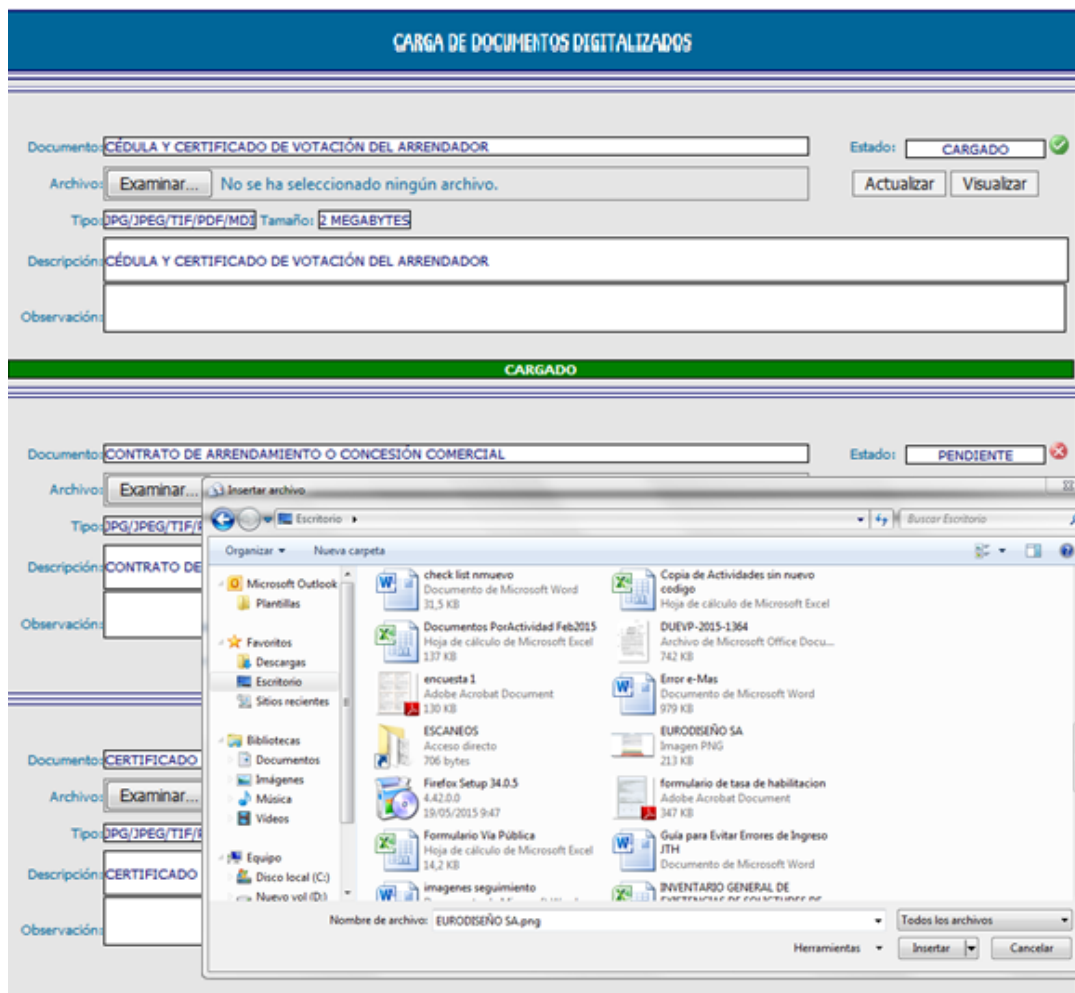 CARGA DE DOCUMENTOS DIGITALIZADOS
Documento: CÉDULA Y CERTIFICADO DE VOTACIÓN DEL ARRENDADOR Estado: CARGADO
Archivo: Examinar... No se ha seleccionado ningún archivo. Actualizar Visualizar
Tipo: JPG/JPEG/TIF/PDF/MDI Tamaño: 2 MEGABYTES
Descripción: CÉDULA Y CERTIFICADO DE VOTACIÓN DEL ARRENDADOR
Observación:
CARGADO
Documento: CONTRATO DE ARRENDAMIENTO O CONCESIÓN COMERCIAL Estado: PENDIENTE
Archivo: Examinar...
Tipo: JPG/JPEG/TIF/
Descripción: CONTRATO DE
Observación:
Documento: CERTIFICADO
Archivo: Examinar...
Tipo: JPG/JPEG/TIF/
Descripción: CERTIFICADO
Observación:
Insertar archivo
Escritorio Buscar Escritorio
Organizar Nueva carpeta
Microsoft Outlook
Plantillas
Favoritos
Descargas
Escritorio
Sitios recientes
Bibliotecas
Documentos
Imágenes
Música
Vídeos
Equipo
Disco local (C:)
Nuevo vol (D:)
check list nmuevo
Documento de Microsoft Word
31,5 KB
Copia de Actividades sin nuevo
codigo
Hoja de cálculo de Microsoft Excel
Documentos PorActividad Feb2015
Hoja de cálculo de Microsoft Excel
137 KB
DUEVP-2015-1364
Archivo de Microsoft Office Docu...
742 KB
encuesta 1
Adobe Acrobat Document
130 KB
Error e-Mas
Documento de Microsoft Word
979 KB
ESCANEOS
Acceso directo
706 bytes
EURODISEÑO SA
Imagen PNG
213 KB
Firefox Setup 34.0.5
4.42.0.0
19/05/2015 9:47
formulario de tasa de habilitacion
Adobe Acrobat Document
347 KB
Formulario Vía Pública
Hoja de cálculo de Microsoft Excel
14,2 KB
Guía para Evitar Errores de Ingreso
JTH
Documento de Microsoft Word
imagenes seguimiento
INVENTARIO GENERAL DE
Nombre de archivo: EURODISEÑO SA.png Todos los archivos
Herramientas Insertar Cancelar